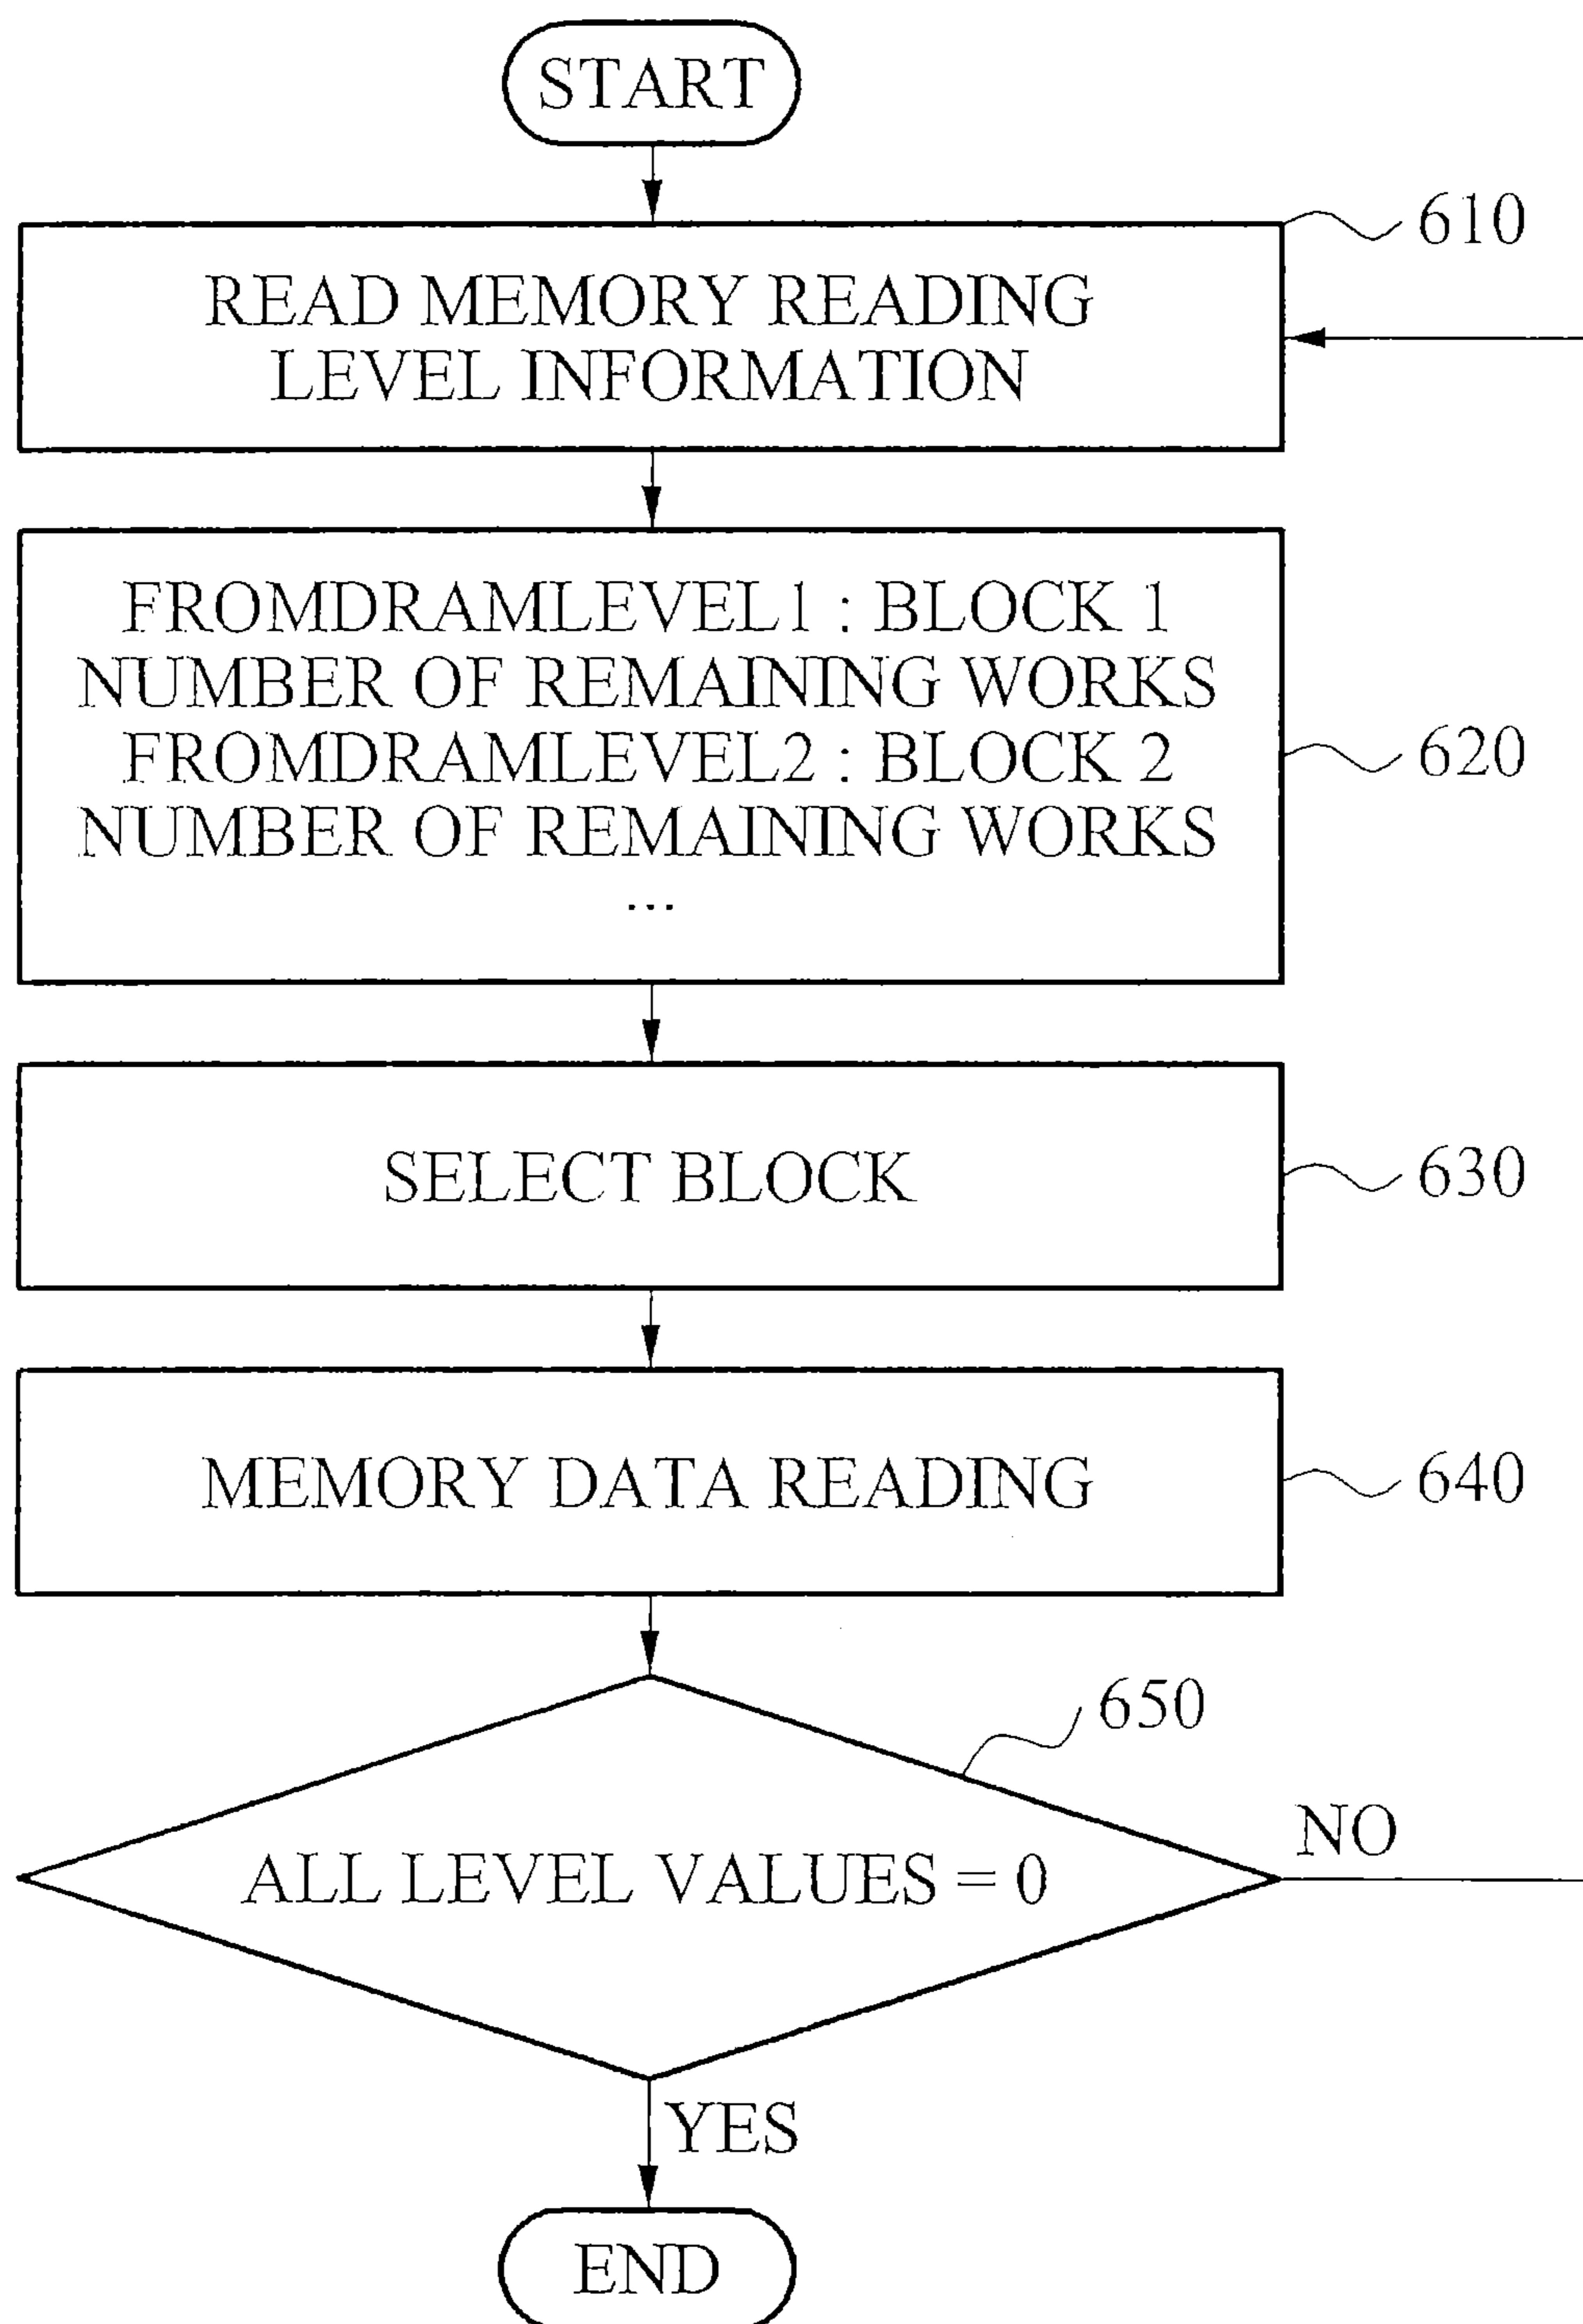 START
610
READ MEMORY READING
LEVEL INFORMATION
FROMDRAMLEVEL1 : BLOCK 1
NUMBER OF REMAINING WORKS
FROMDRAMLEVEL2 : BLOCK 2
NUMBER OF REMAINING WORKS
...
620
SELECT BLOCK
630
MEMORY DATA READING
640
650
ALL LEVEL VALUES = 0
NO
YES
END